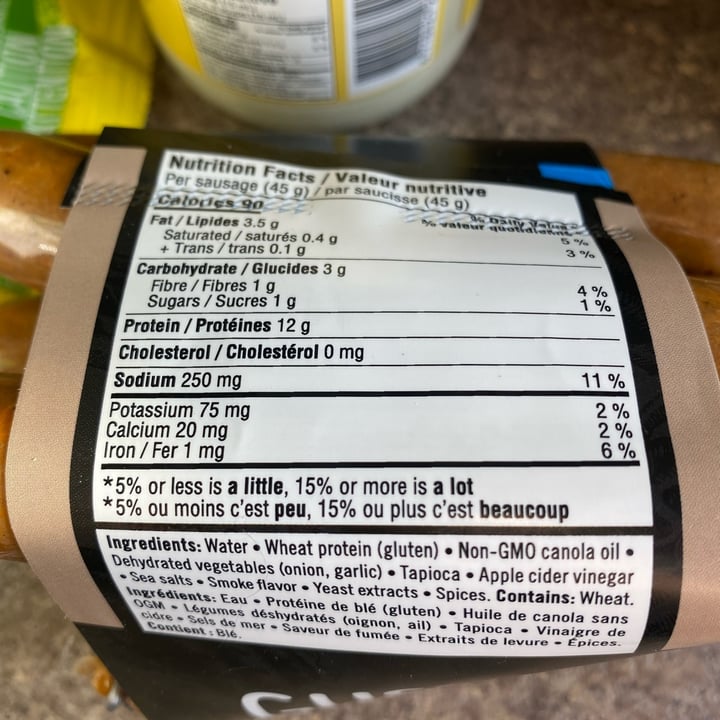 Nutrition Facts / Valeur nutritive
Per sausage (45 g) / par saucisse (45 g)
Calories 90
% Daily Value*
% valeur quotidienne*
Fat / Lipides 3.5 g 5 %
Saturated / saturés 0.4 g
+ Trans / trans 0.1 g 3 %
Carbohydrate / Glucides 3 g
Fibre / Fibres 1 g 4 %
Sugars / Sucres 1 g 1 %
Protein / Protéines 12 g
Cholesterol / Cholestérol 0 mg
Sodium 250 mg 11 %
Potassium 75 mg 2 %
Calcium 20 mg 2 %
Iron / Fer 1 mg 6 %
*5% or less is a little, 15% or more is a lot
*5% ou moins c'est peu, 15% ou plus c'est beaucoup
Ingredients: Water • Wheat protein (gluten) • Non-GMO canola oil •
Dehydrated vegetables (onion, garlic) • Tapioca • Apple cider vinegar
• Sea salts • Smoke flavor • Yeast extracts • Spices. Contains: Wheat.
Ingrédients: Eau • Protéine de blé (gluten) • Huile de canola sans
OGM • Légumes déshydratés (oignon, ail) • Tapioca • Vinaigre de
cidre • Sels de mer • Saveur de fumée • Extraits de levure • Épices.
Contient : Blé.